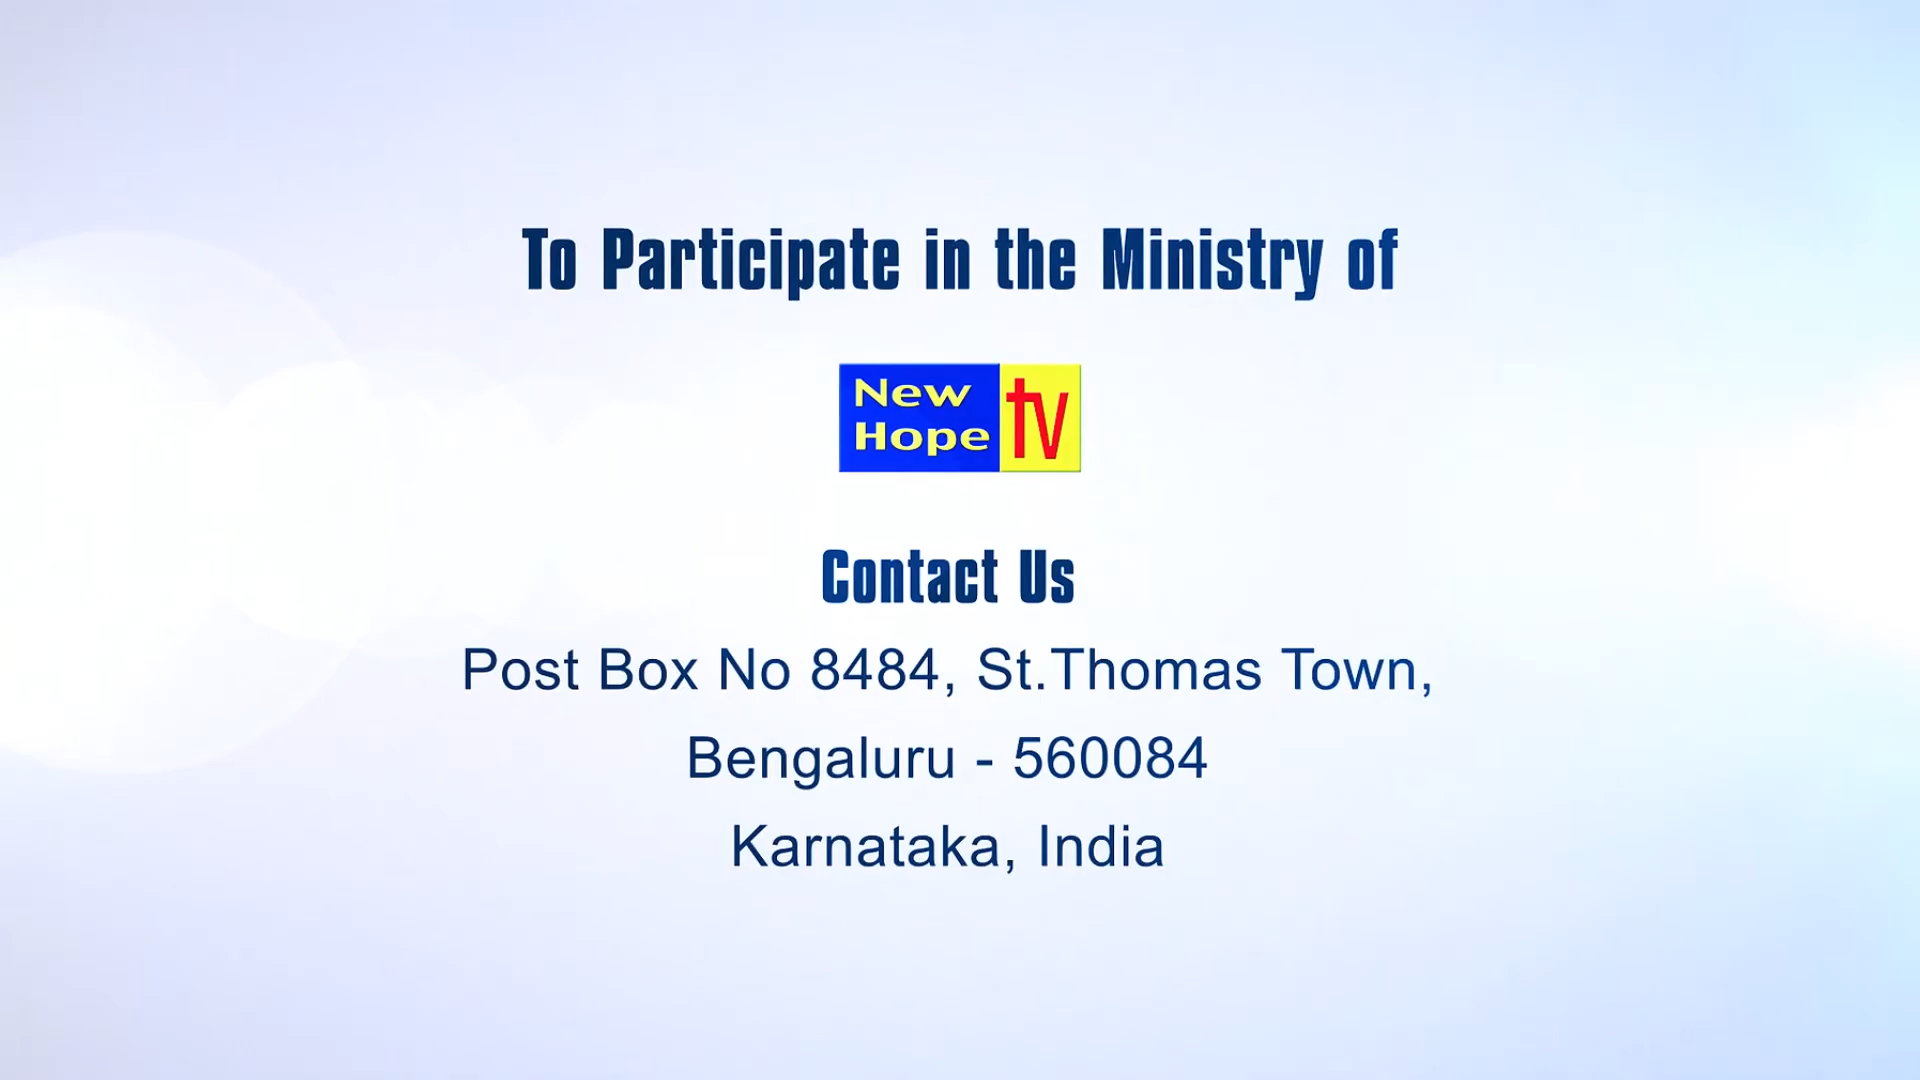 To Participate in the Ministry of
New
Hope
tv
Contact Us
Post Box No 8484, St.Thomas Town,
Bengaluru - 560084
Karnataka, India